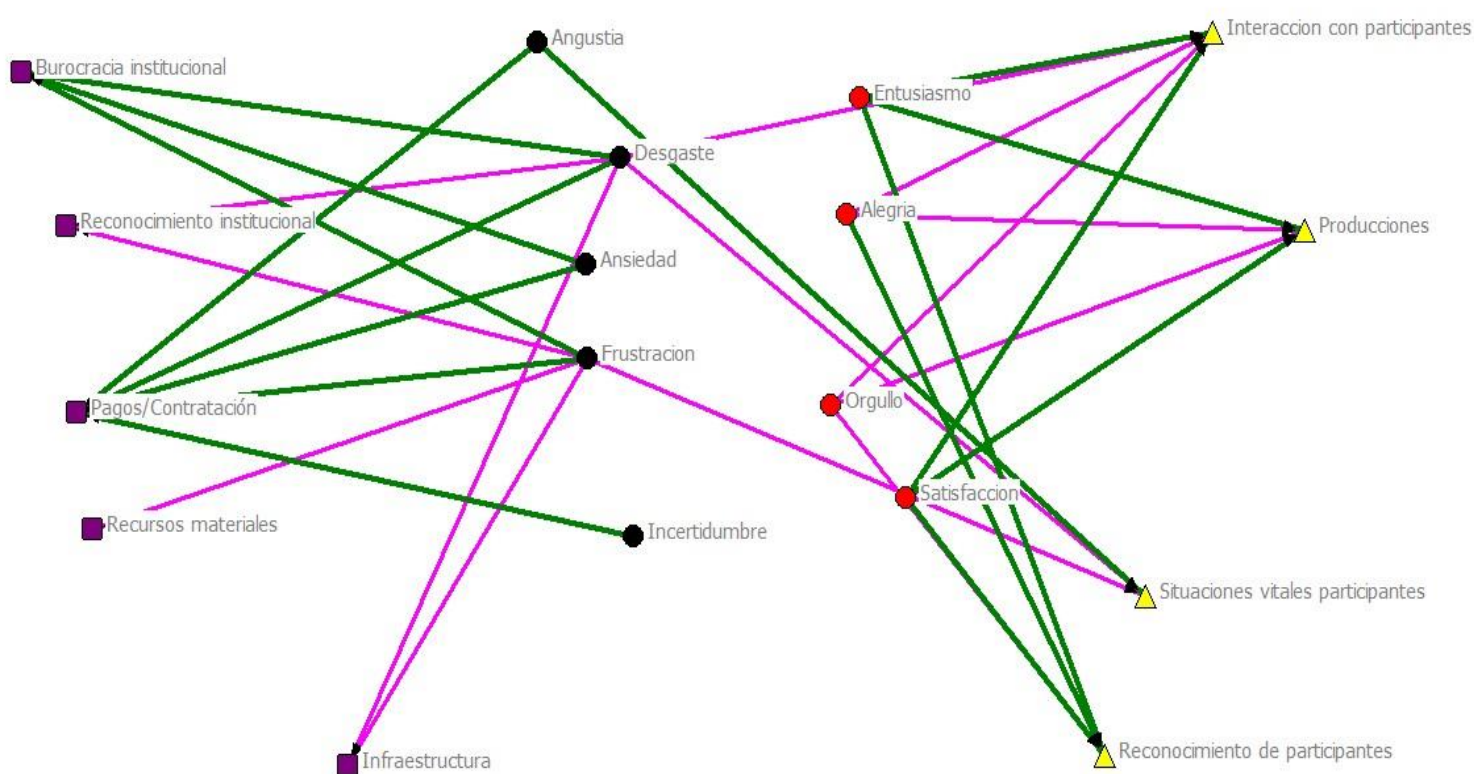 Interaccion con participantes
Angustia
Burocracia institucional
Entusiasmo
Desgaste
Alegria
Reconocimiento institucional
Producciones
Ansiedad
Frustracion
Orgullo
Pagos/Contratación
Satisfaccion
Recursos materiales
Incertidumbre
Situaciones vitales participantes
Reconocimiento de participantes
Infraestructura